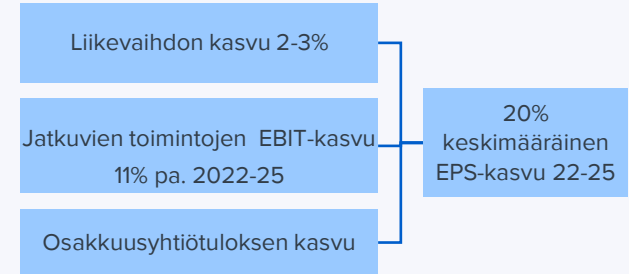 Liikevaihdon kasvu 2-3%
Jatkuvien toimintojen EBIT-kasvu
11% pa. 2022-25
Osakkuusyhtiötuloksen kasvu
20%
keskimääräinen
EPS-kasvu 22-25